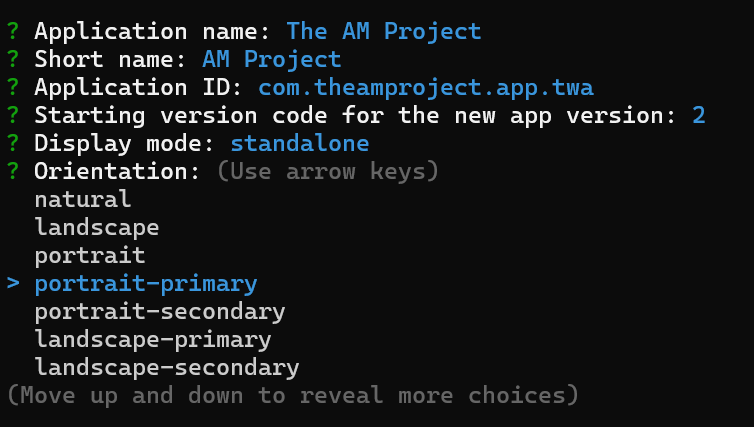 ? Application name: The AM Project
? Short name: AM Project
? Application ID: com.theamproject.app.twa
? Starting version code for the new app version: 2
? Display mode: standalone
? Orientation: (Use arrow keys)
natural
landscape
portrait
> portrait-primary
portrait-secondary
landscape-primary
landscape-secondary
(Move up and down to reveal more choices)